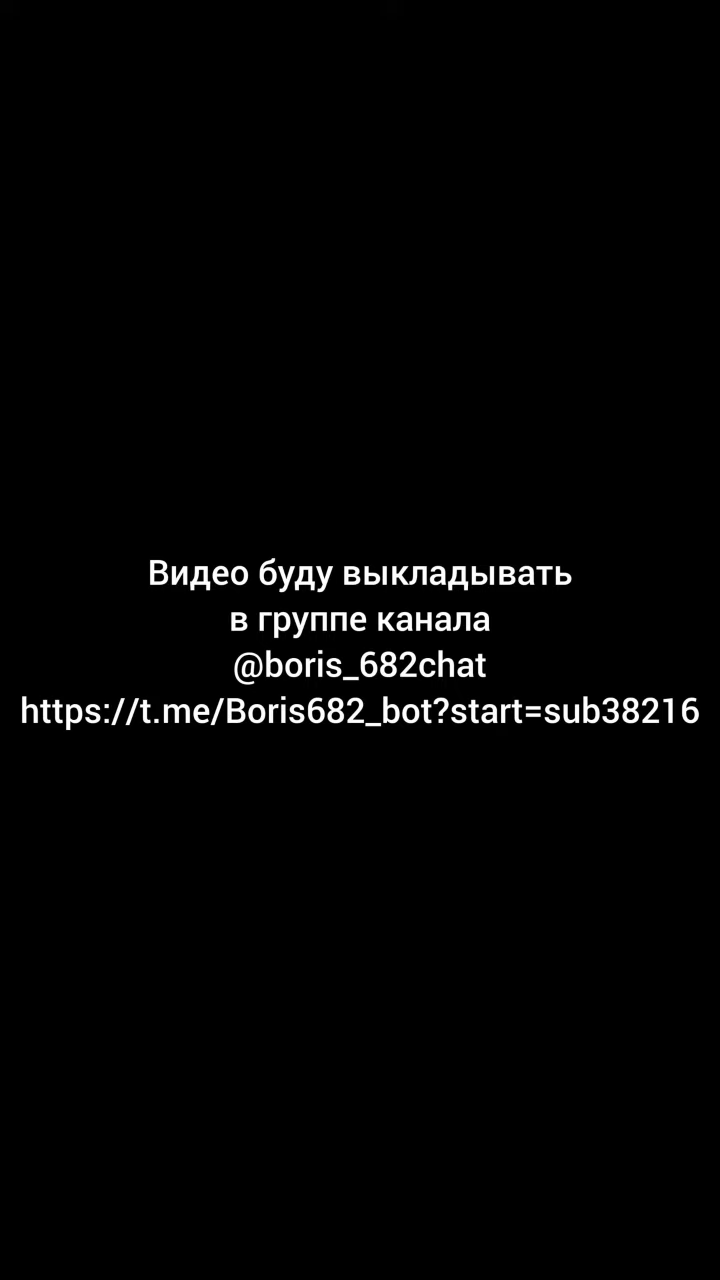 Видео буду выкладывать
в группе канала
@boris_682chat
https://t.me/Boris682_bot?start=sub38216